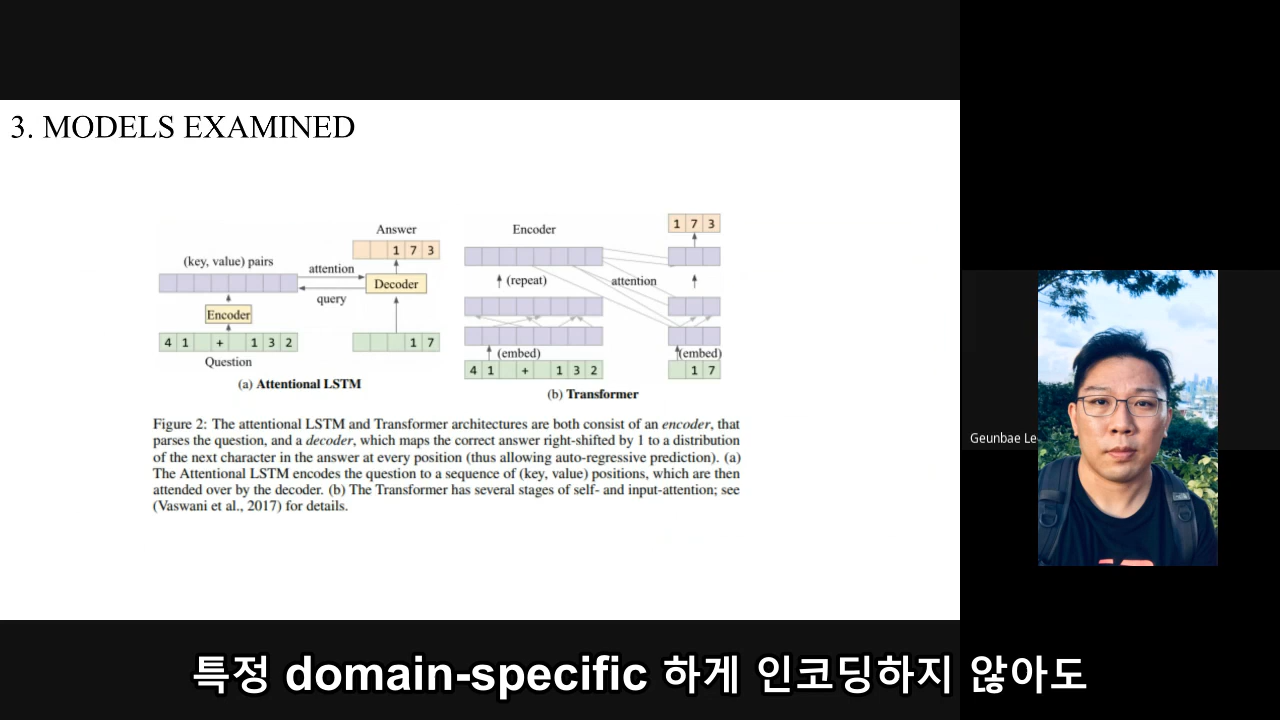 3. MODELS EXAMINED
Answer
1 7 3
(key, value) pairs
attention
query
Decoder
Encoder
4 1 + 1 3 2
1 7
Question
(a) Attentional LSTM
Encoder
1 7 3
(repeat)
attention
(embed)
(embed)
4 1 + 1 3 2
1 7
(b) Transformer
Figure 2: The attentional LSTM and Transformer architectures are both consist of an encoder, that
parses the question, and a decoder, which maps the correct answer right-shifted by 1 to a distribution
of the next character in the answer at every position (thus allowing auto-regressive prediction). (a)
The Attentional LSTM encodes the question to a sequence of (key, value) positions, which are then
attended over by the decoder. (b) The Transformer has several stages of self- and input-attention; see
(Vaswani et al., 2017) for details.
Geunbae Le
특정 domain-specific 하게 인코딩하지 않아도